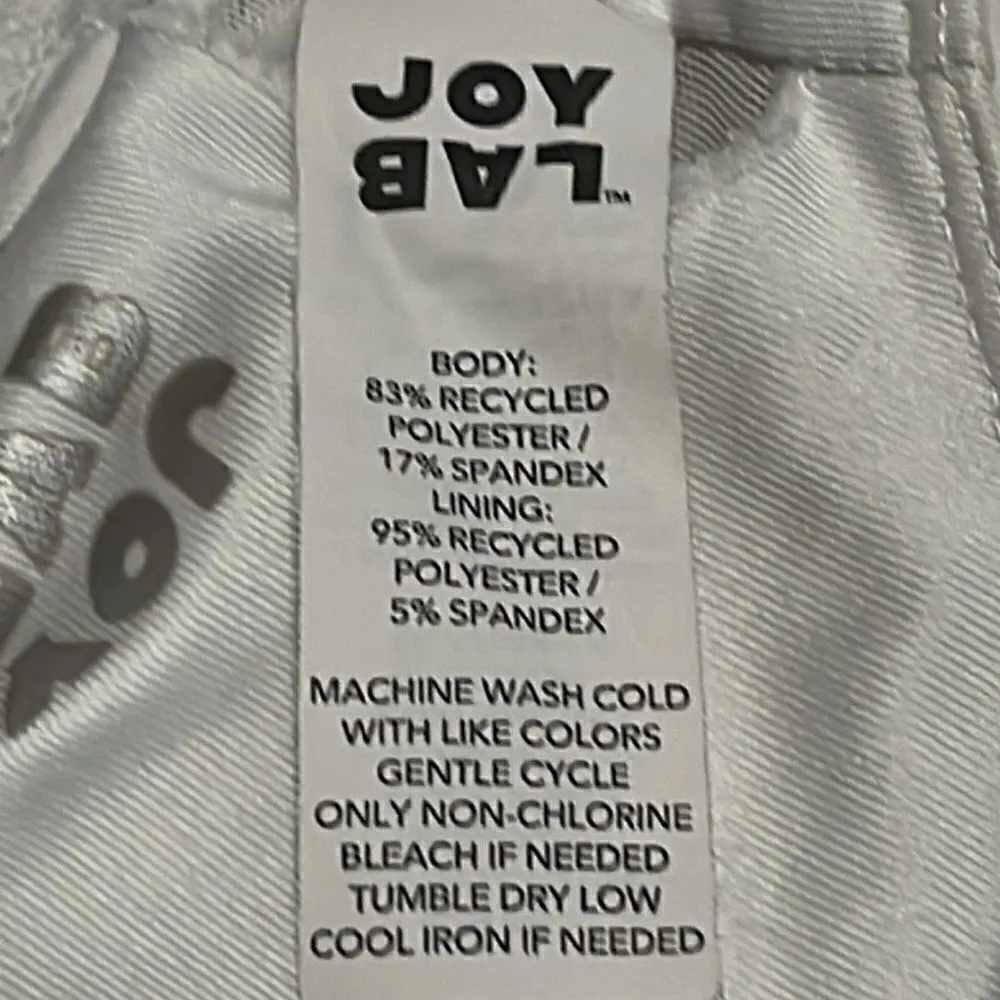 JOY
LAB™
BODY:
83% RECYCLED
POLYESTER /
17% SPANDEX
LINING:
95% RECYCLED
POLYESTER /
5% SPANDEX
MACHINE WASH COLD
WITH LIKE COLORS
GENTLE CYCLE
ONLY NON-CHLORINE
BLEACH IF NEEDED
TUMBLE DRY LOW
COOL IRON IF NEEDED
JO